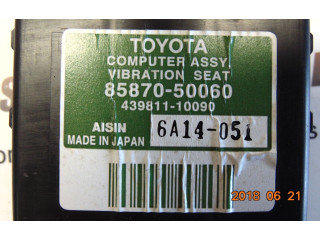 TOYOTA
COMPUTER ASSY,
VIBRATION SEAT
85870-50060
439811-10090
AISIN
MADE IN JAPAN
6A14-051
2018 06 21